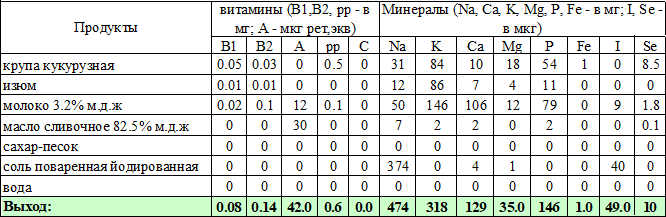 Продукты витамины (B1,B2, pp - в мг; A - мкг рет,экв) Минералы (Na, Ca, K, Mg, P, Fe - в мг; I, Se - в мкг)
B1 B2 A pp C Na K Ca Mg P Fe I Se
крупа кукурузная 0.05 0.03 0 0.5 0 31 84 10 18 54 1 0 8.5
изюм 0.01 0.01 0 0 0 12 86 7 4 11 0 0 0
молоко 3.2% м.д.ж 0.02 0.1 12 0.1 0 50 146 106 12 79 0 9 1.8
масло сливочное 82.5% м.д.ж 0 0 30 0 0 7 2 2 0 2 0 0 0.1
сахар-песок 0 0 0 0 0 0 0 0 0 0 0 0 0
соль поваренная йодированная 0 0 0 0 0 374 0 4 1 0 0 40 0
вода 0 0 0 0 0 0 0 0 0 0 0 0 0
Выход: 0.08 0.14 42.0 0.6 0.0 474 318 129 35.0 146 1.0 49.0 10